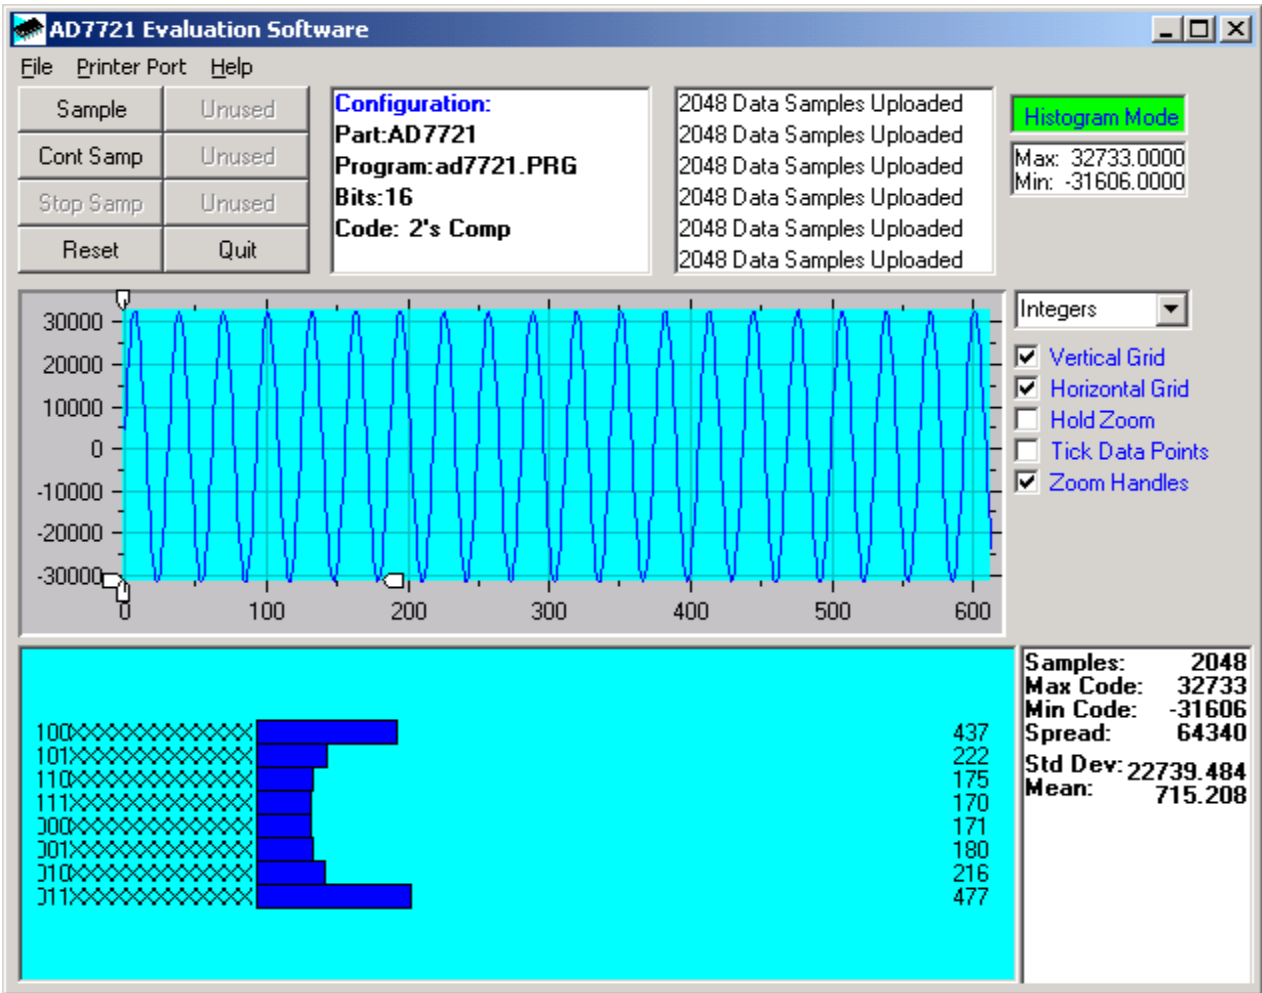 AD7721 Evaluation Software
File Printer Port Help
Sample Unused
Cont Samp Unused
Stop Samp Unused
Reset Quit
Configuration:
Part:AD7721
Program:ad7721.PRG
Bits:16
Code: 2's Comp
2048 Data Samples Uploaded
2048 Data Samples Uploaded
2048 Data Samples Uploaded
2048 Data Samples Uploaded
2048 Data Samples Uploaded
2048 Data Samples Uploaded
Histogram Mode
Max: 32733.0000
Min: -31606.0000
30000
20000
10000
0
-10000
-20000
-30000
0 100 200 300 400 500 600
Integers
Vertical Grid
Horizontal Grid
Hold Zoom
Tick Data Points
Zoom Handles
100XXXXXXXXXXXXX 437
101XXXXXXXXXXXXX 222
110XXXXXXXXXXXXX 175
111XXXXXXXXXXXXX 170
000XXXXXXXXXXXXX 171
001XXXXXXXXXXXXX 180
010XXXXXXXXXXXXX 216
011XXXXXXXXXXXXX 477
Samples: 2048
Max Code: 32733
Min Code: -31606
Spread: 64340
Std Dev: 22739.484
Mean: 715.208